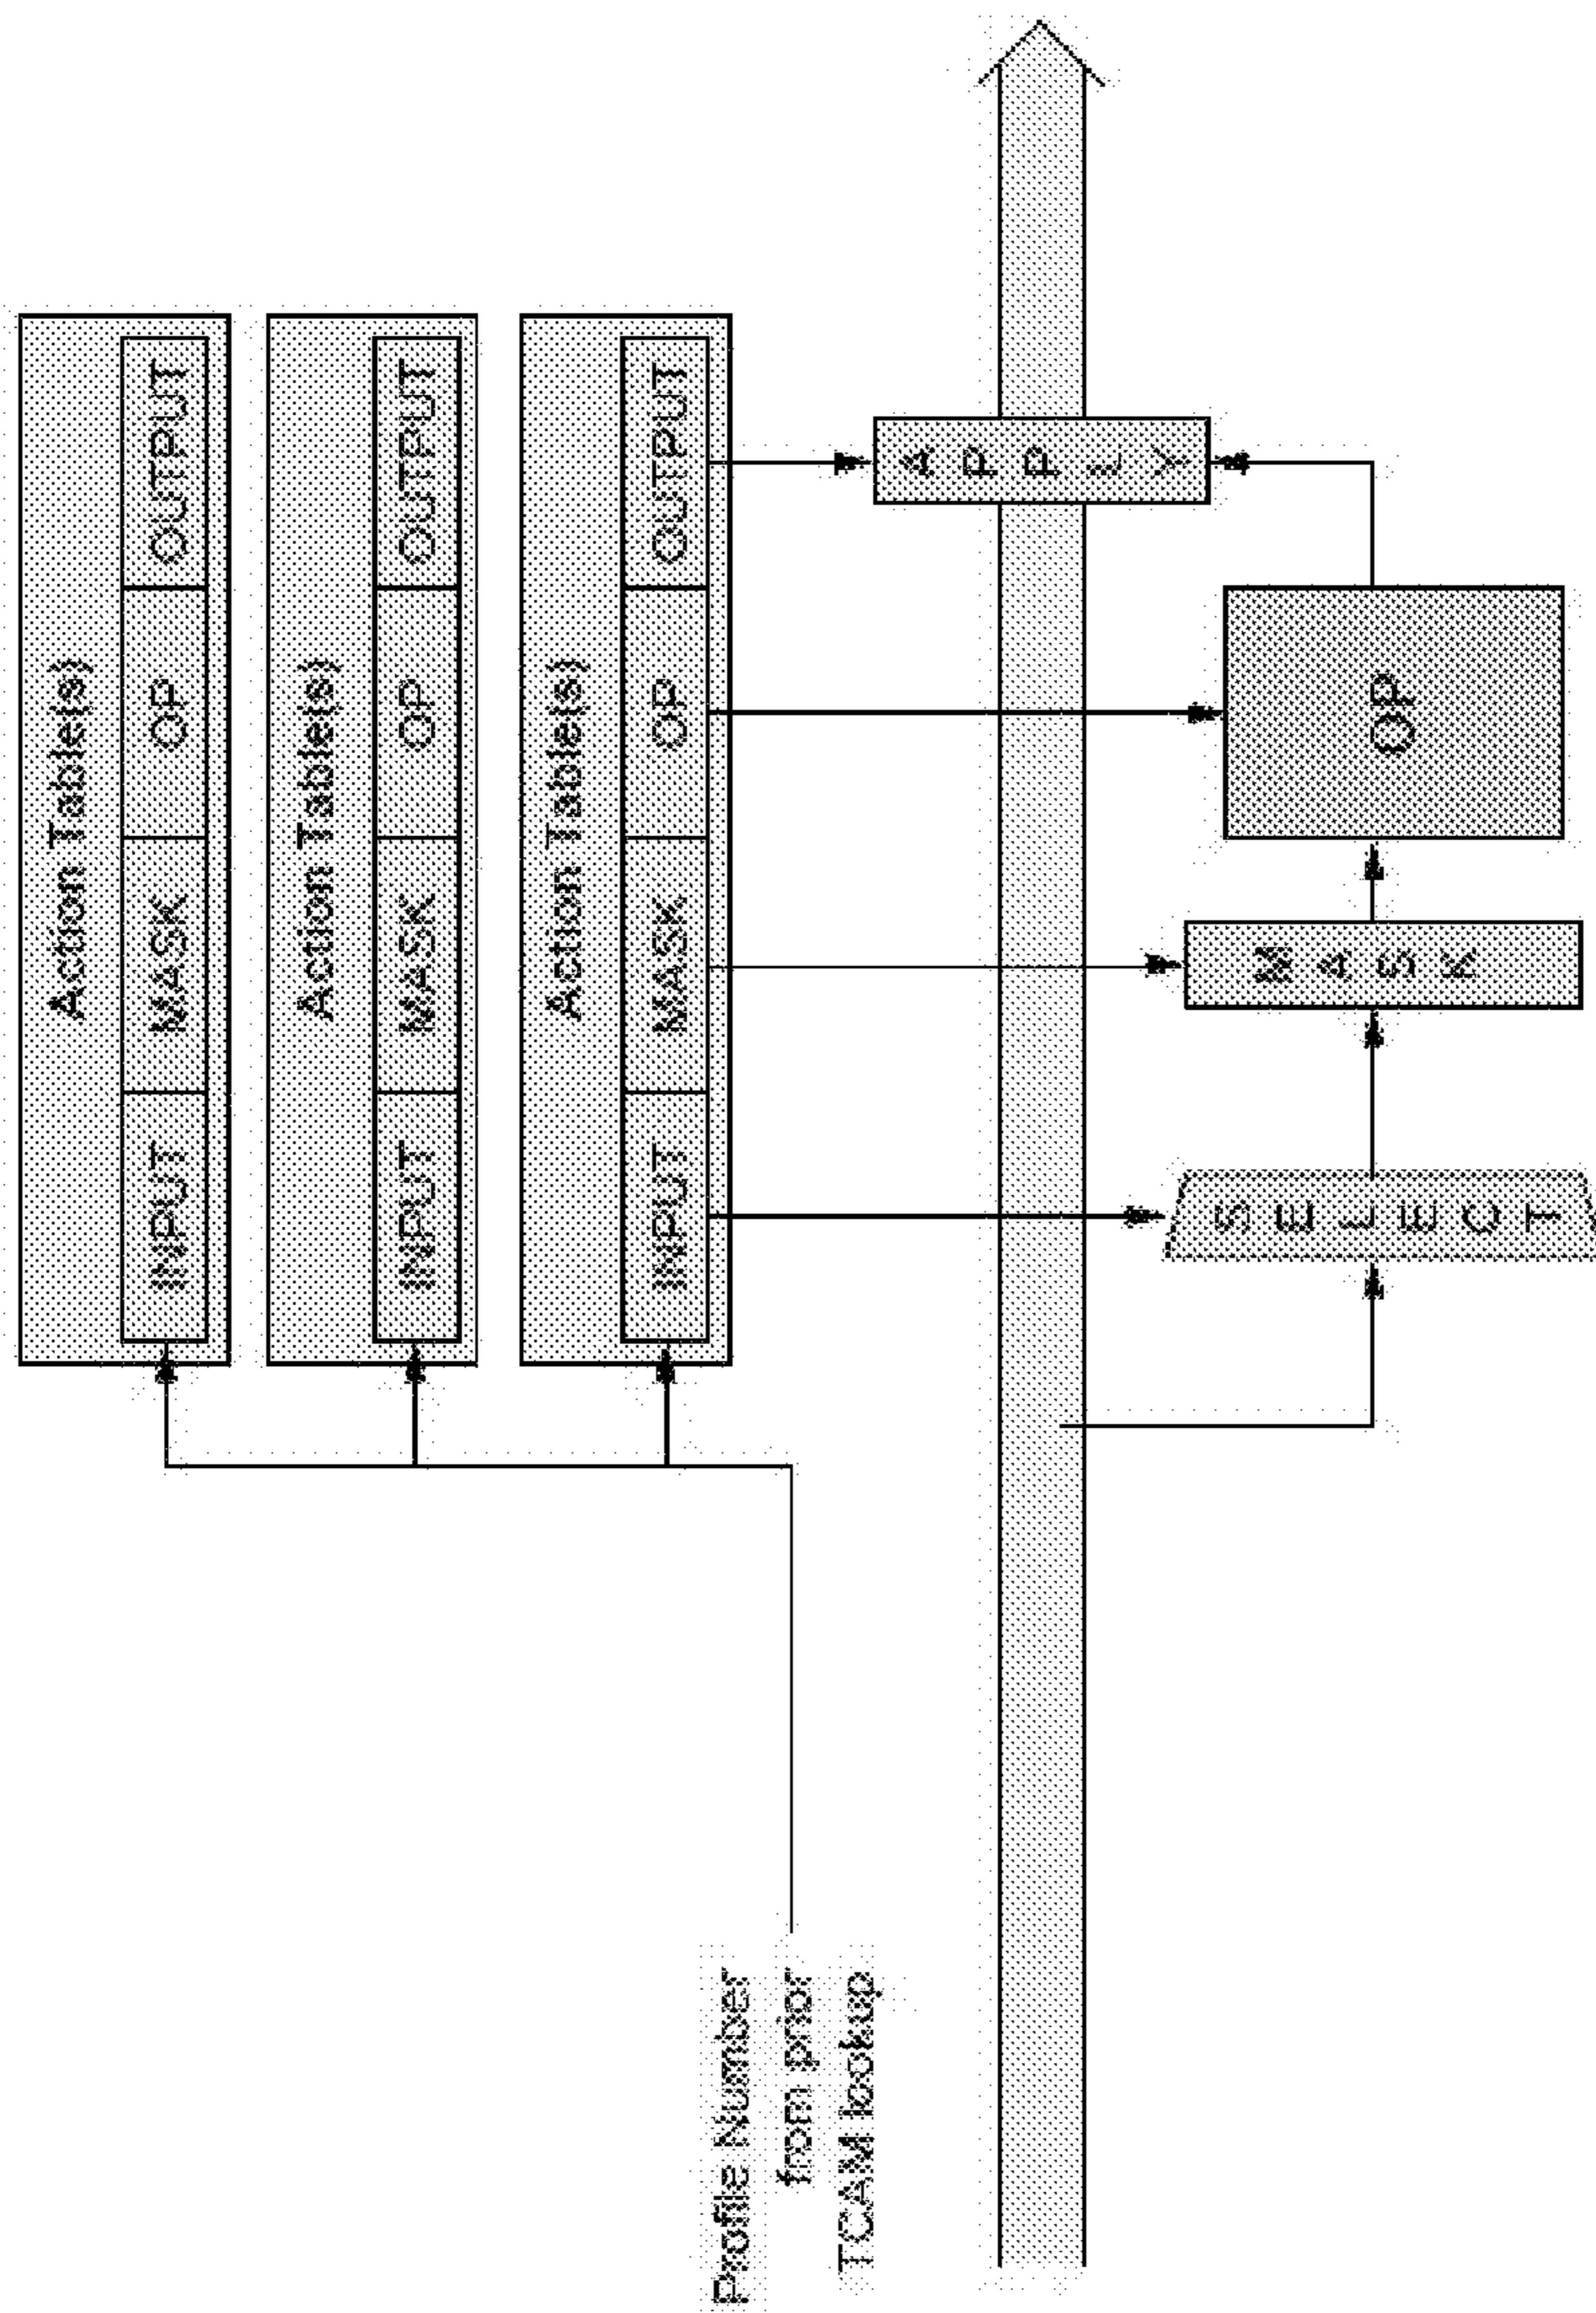 Action Table(s)
INPUT MASK OP OUTPUT
Action Table(s)
INPUT MASK OP OUTPUT
Action Table(s)
INPUT MASK OP OUTPUT
Profile Number
from prior
TCAM lookup
APPLY
SELECT
MASK
OP